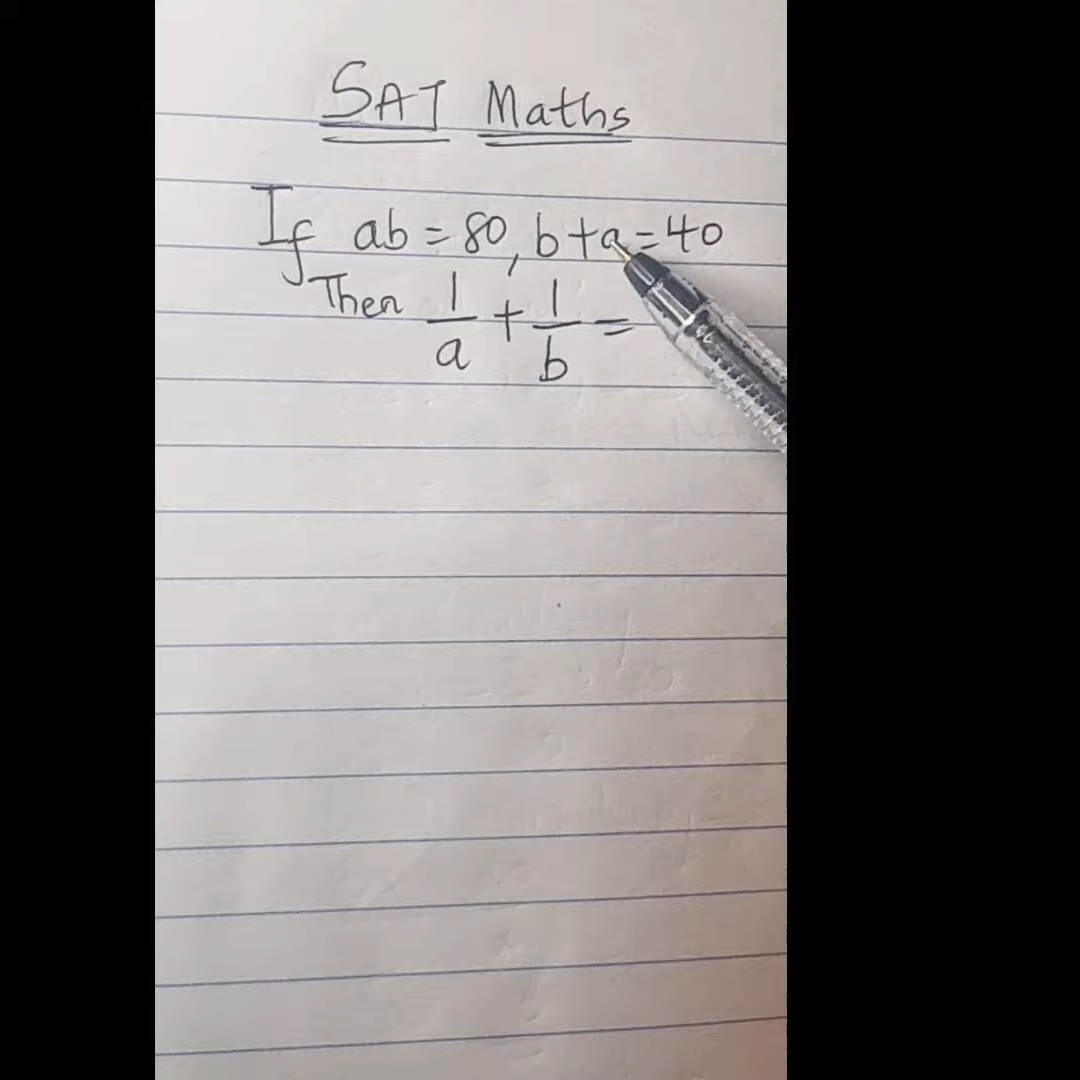 SAT Maths
If ab = 80, b+a = 40
Then 1/a + 1/b =